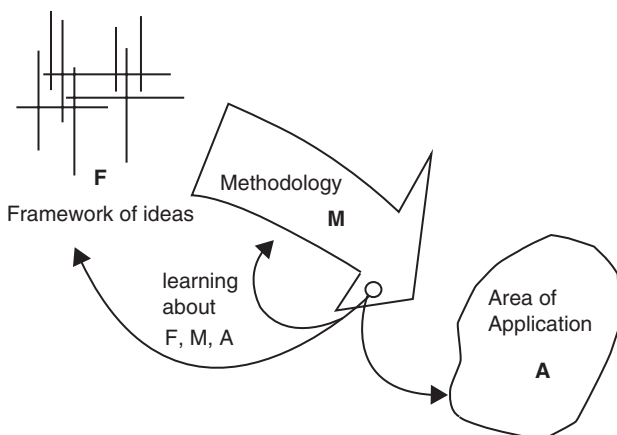 F
Framework of ideas
Methodology
M
learning
about
F, M, A
Area of
Application
A